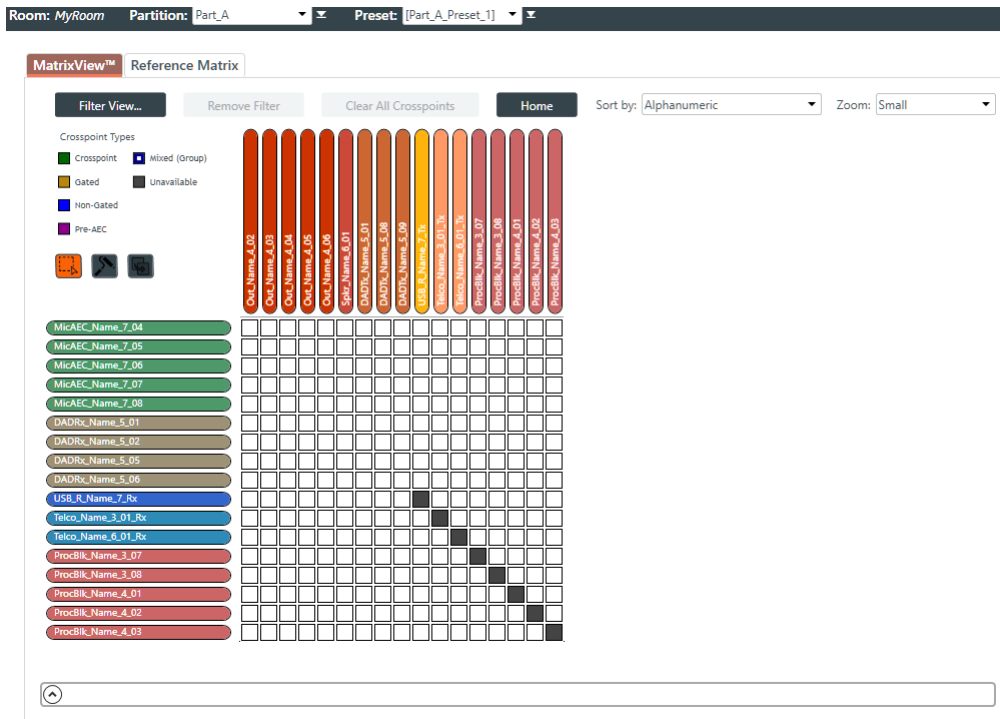 Room: MyRoom Partition: Part_A Preset: [Part_A_Preset_1]
MatrixView™ Reference Matrix
Filter View... Remove Filter Clear All Crosspoints Home Sort by: Alphanumeric Zoom: Small
Crosspoint Types
Crosspoint Mixed (Group)
Gated Unavailable
Non-Gated
Pre-AEC
Out_Name_4_02
Out_Name_4_03
Out_Name_4_04
Out_Name_4_05
Out_Name_4_06
Spkr_Name_6_01
DADTx_Name_5_01
DADTx_Name_5_08
DADTx_Name_5_09
USB_R_Name_7_Tx
Telco_Name_3_01_Tx
Telco_Name_6_01_Tx
ProcBlk_Name_3_07
ProcBlk_Name_3_08
ProcBlk_Name_4_01
ProcBlk_Name_4_02
ProcBlk_Name_4_03
MicAEC_Name_7_04
MicAEC_Name_7_05
MicAEC_Name_7_06
MicAEC_Name_7_07
MicAEC_Name_7_08
DADRx_Name_5_01
DADRx_Name_5_02
DADRx_Name_5_05
DADRx_Name_5_06
USB_R_Name_7_Rx
Telco_Name_3_01_Rx
Telco_Name_6_01_Rx
ProcBlk_Name_3_07
ProcBlk_Name_3_08
ProcBlk_Name_4_01
ProcBlk_Name_4_02
ProcBlk_Name_4_03